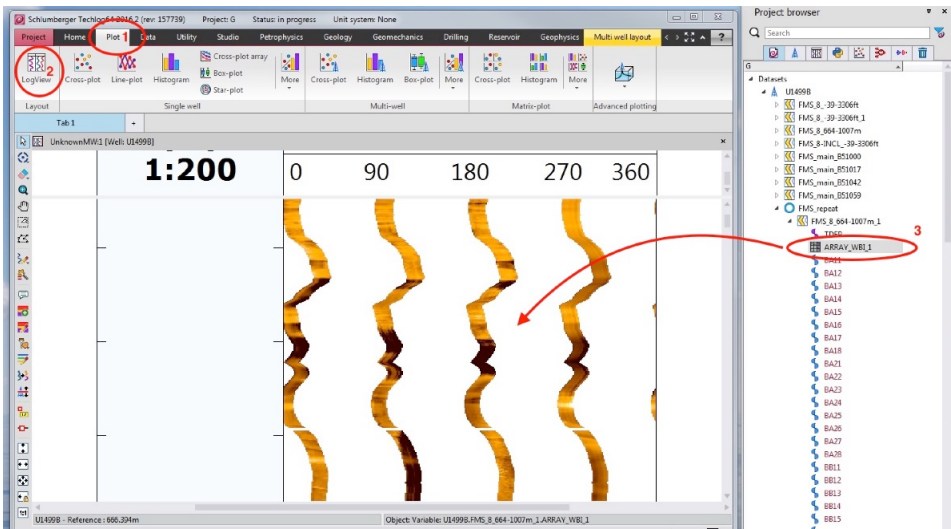 Schlumberger Techlog64 2016.2 (rev: 157739) Project: G Status: in progress Unit system: None
Project Home Plot 1 Data Utility Studio Petrophysics Geology Geomechanics Drilling Reservoir Geophysics Multi well layout
2
LogView Cross-plot Line-plot Histogram
Cross-plot array
Box-plot
Star-plot
More
Cross-plot Histogram Box-plot More
Cross-plot Histogram More
Layout Single well Multi-well Matrix-plot Advanced plotting
Tab 1 +
UnknownMW:1 [Well: U1499B]
1:200 0 90 180 270 360
U1499B - Reference : 666.394m Object: Variable: U1499B.FMS_8_664-1007m_1.ARRAY_WBI_1
Project browser
Search
G
Datasets
U1499B
FMS_8_-39-3306ft
FMS_8_-39-3306ft_1
FMS_8_664-1007m
FMS_8-INCL_-39-3306ft
FMS_main_B51000
FMS_main_B51017
FMS_main_B51042
FMS_main_B51059
FMS_repeat
FMS_8_664-1007m_1
3
TDEP
ARRAY_WBI_1
BA11
BA12
BA13
BA14
BA15
BA16
BA17
BA18
BA21
BA22
BA23
BA24
BA25
BA26
BA27
BA28
BB11
BB12
BB13
BB14
BB15